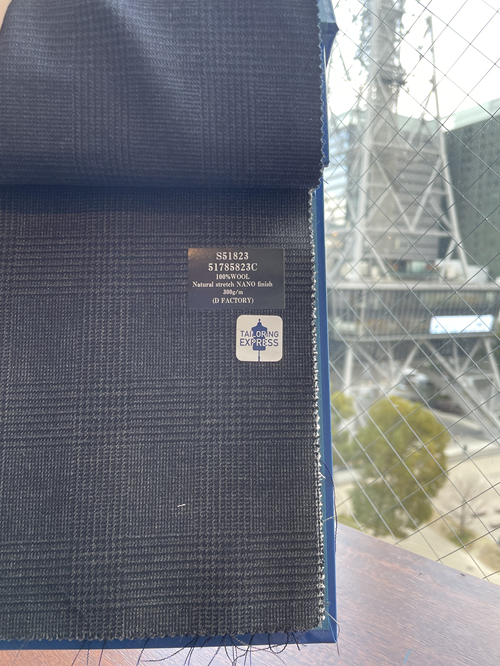 S51823
51785823C
100%WOOL
Natural stretch NANO finish
300g/m
(D FACTORY)
TAILORING
EXPRESS